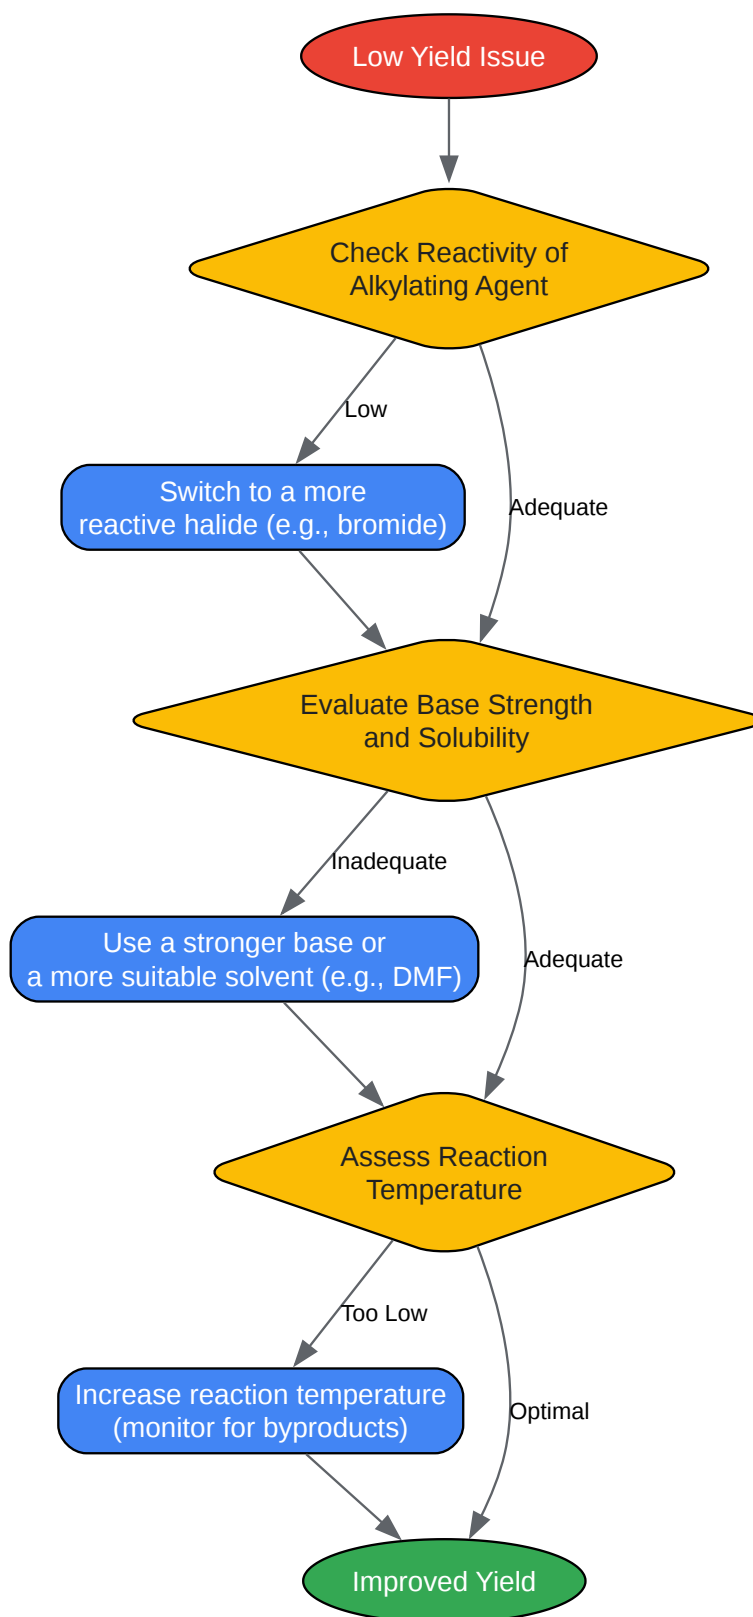 Low Yield Issue
Check Reactivity of
Alkylating Agent
Low
Switch to a more
reactive halide (e.g., bromide)
Adequate
Evaluate Base Strength
and Solubility
Inadequate
Use a stronger base or
a more suitable solvent (e.g., DMF)
Adequate
Assess Reaction
Temperature
Too Low
Increase reaction temperature
(monitor for byproducts)
Optimal
Improved Yield